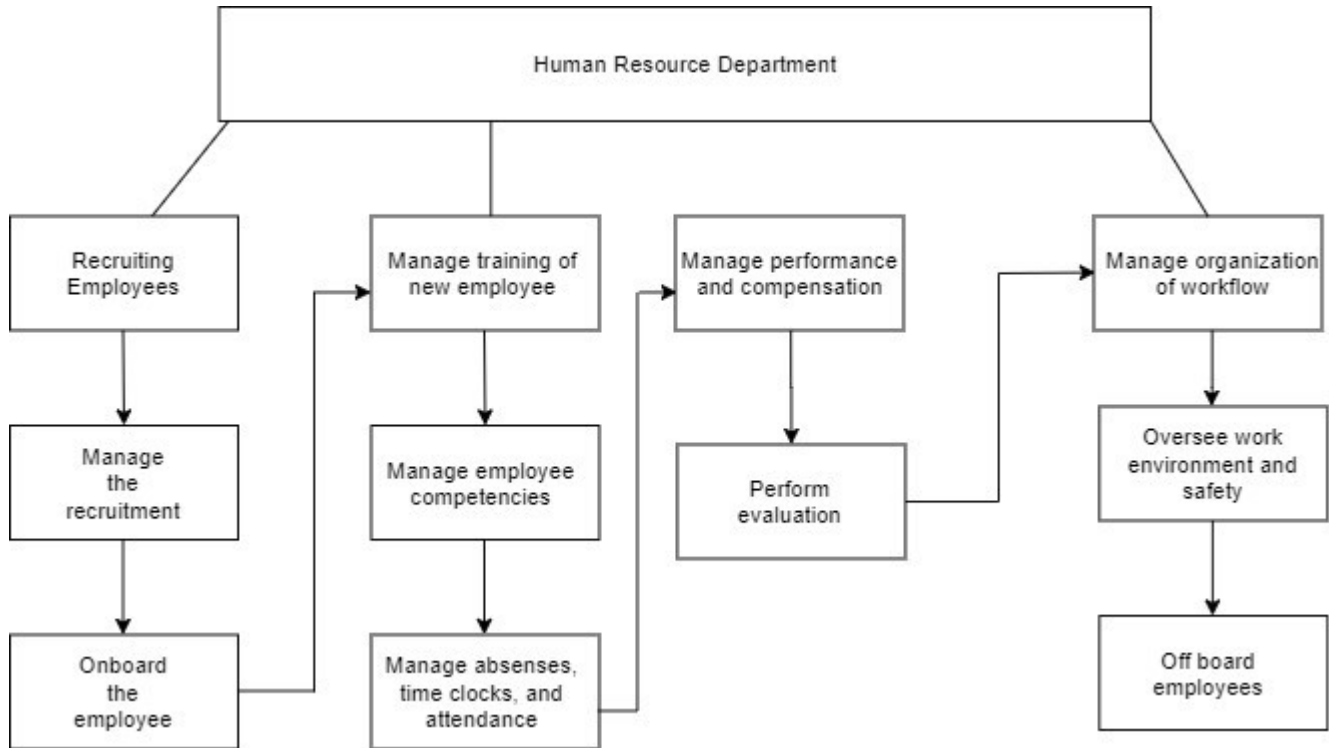 Human Resource Department
Recruiting
Employees
Manage the
the
recruitment
Onboard
the
employee
Manage training of
new employee
Manage employee
competencies
Manage absenses,
time clocks, and
attendance
Manage performance
and compensation
Perform
evaluation
Manage organization
of workflow
Oversee work
environment and
safety
Off board
employees